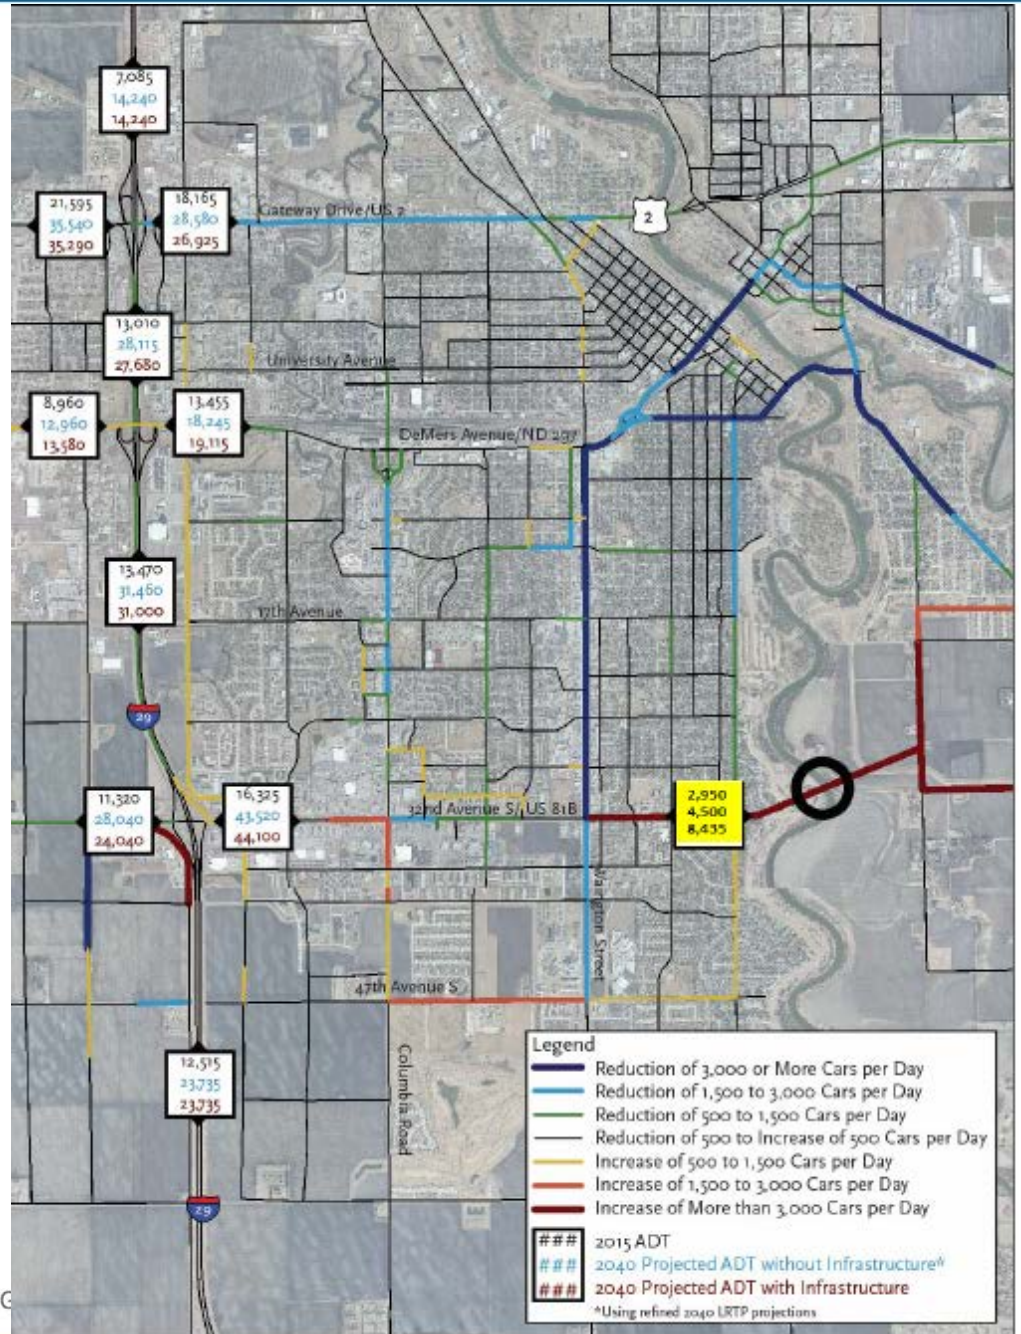 7,085
14,240
14,240
21,595
35,540
35,290
18,165
28,580
26,925
Gateway Drive/US 2
2
13,010
28,115
27,680
University Avenue
8,960
12,960
13,580
13,455
18,245
19,115
DeMers Avenue/ND 297
13,470
31,460
31,000
17th Avenue
29
11,320
28,040
24,040
16,325
43,520
44,100
32nd Avenue S/ US 81B
2,950
4,500
8,435
Washington Street
47th Avenue S
Columbia Road
12,515
23,735
23,735
29
Legend
Reduction of 3,000 or More Cars per Day
Reduction of 1,500 to 3,000 Cars per Day
Reduction of 500 to 1,500 Cars per Day
Reduction of 500 to Increase of 500 Cars per Day
Increase of 500 to 1,500 Cars per Day
Increase of 1,500 to 3,000 Cars per Day
Increase of More than 3,000 Cars per Day
### 2015 ADT
### 2040 Projected ADT without Infrastructure*
### 2040 Projected ADT with Infrastructure
*Using refined 2040 LRTP projections
G